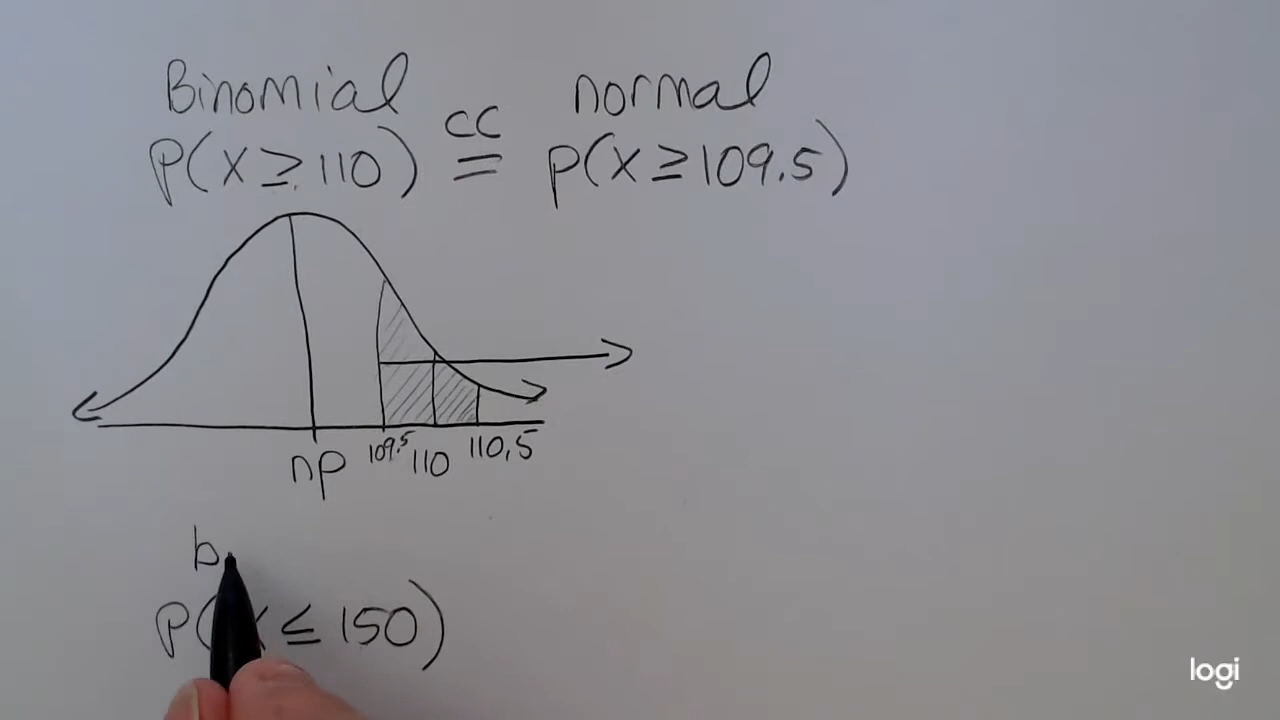 Binomial cc normal
P(X ≥ 110) = P(X ≥ 109.5)
np 109.5 110 110.5
b
P( ≤ 150)
logi